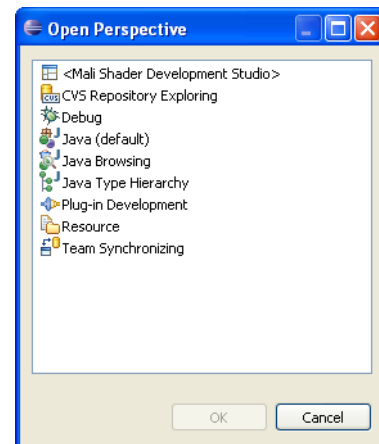 Open Perspective
<Mali Shader Development Studio>
CVS Repository Exploring
Debug
Java (default)
Java Browsing
Java Type Hierarchy
Plug-in Development
Resource
Team Synchronizing
OK Cancel